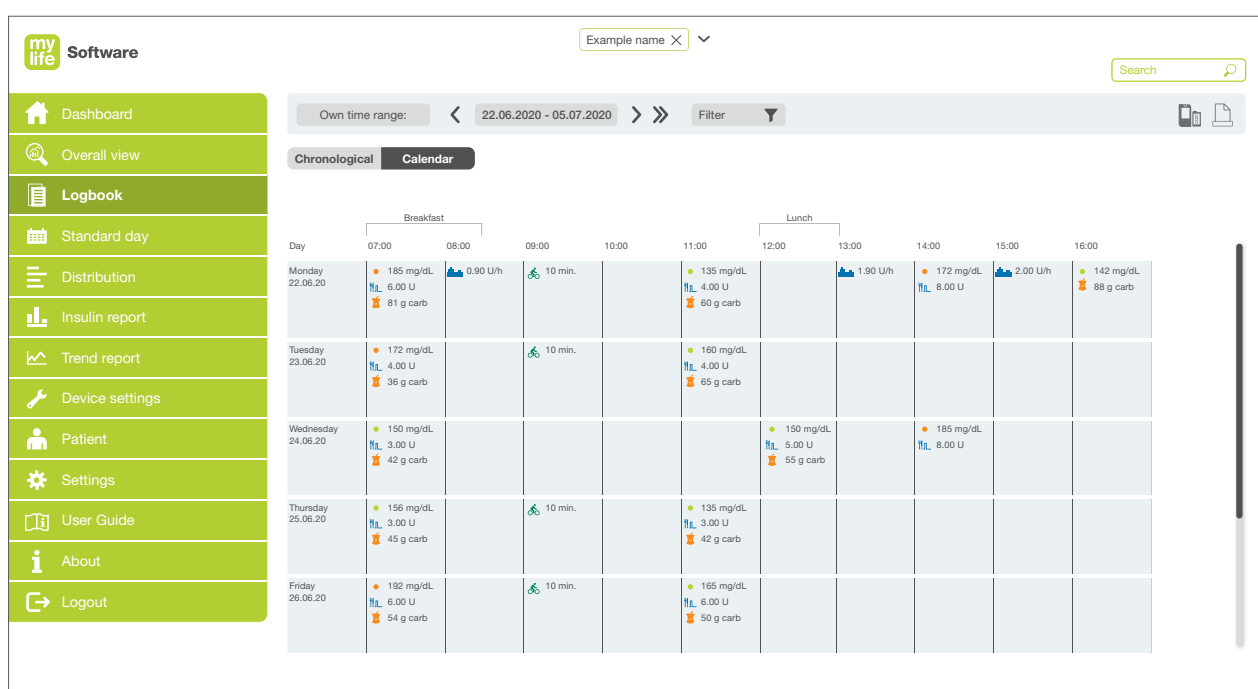 my
life
Software
Example name
Search
Dashboard
Overall view
Logbook
Standard day
Distribution
Insulin report
Trend report
Device settings
Patient
Settings
User Guide
About
Logout
Own time range: 22.06.2020 - 05.07.2020 Filter
Chronological Calendar
Breakfast Lunch
Day 07:00 08:00 09:00 10:00 11:00 12:00 13:00 14:00 15:00 16:00
Monday 185 mg/dL 0.90 U/h 10 min. 135 mg/dL 1.90 U/h 172 mg/dL 2.00 U/h 142 mg/dL
22.06.20 6.00 U 4.00 U 8.00 U 88 g carb
81 g carb 60 g carb
Tuesday 172 mg/dL 10 min. 160 mg/dL
23.06.20 4.00 U 4.00 U
36 g carb 65 g carb
Wednesday 150 mg/dL 150 mg/dL 185 mg/dL
24.06.20 3.00 U 5.00 U 8.00 U
42 g carb 55 g carb
Thursday 156 mg/dL 10 min. 135 mg/dL
25.06.20 3.00 U 3.00 U
45 g carb 42 g carb
Friday 192 mg/dL 10 min. 165 mg/dL
26.06.20 6.00 U 6.00 U
54 g carb 50 g carb